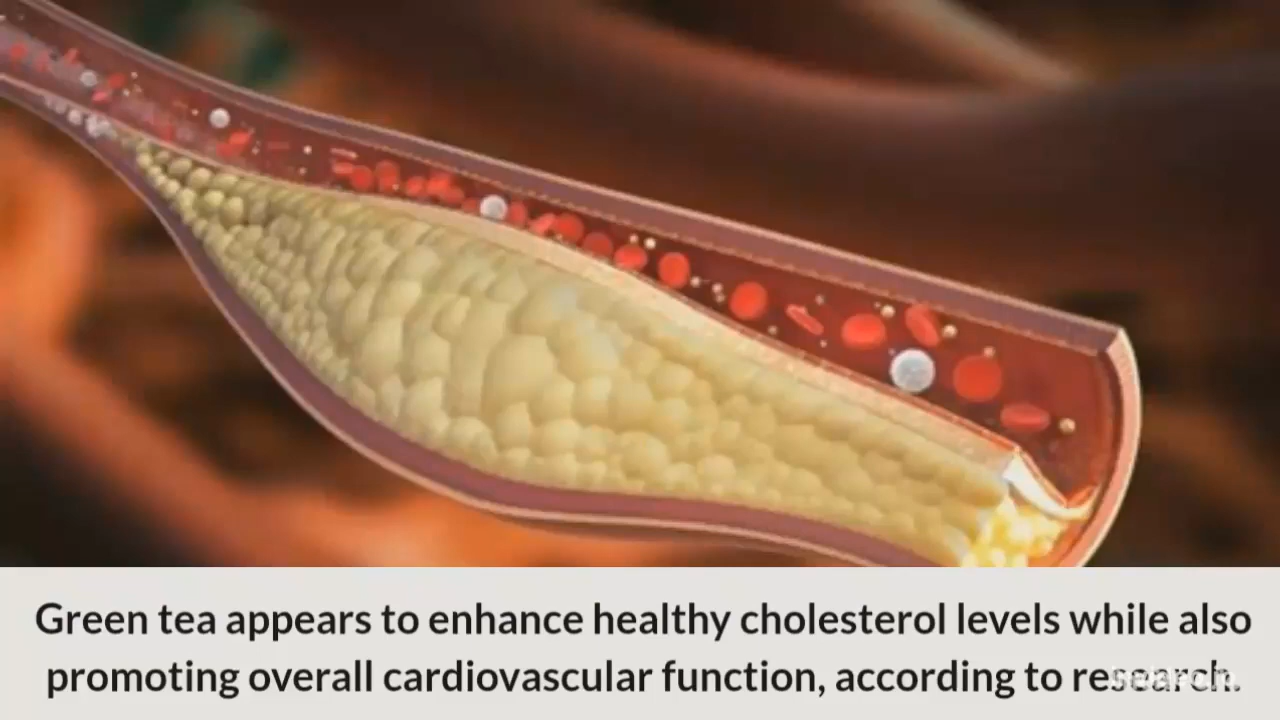 Green tea appears to enhance healthy cholesterol levels while also
promoting overall cardiovascular function, according to research.